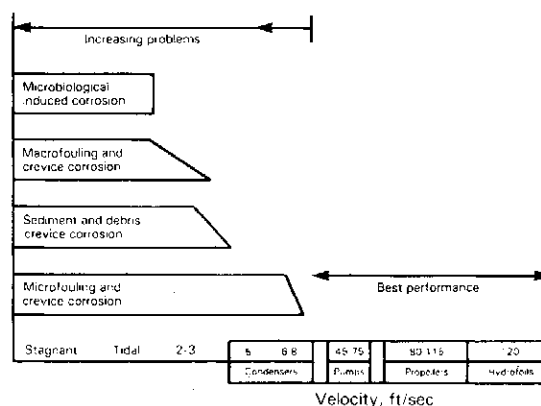 Increasing problems
Microbiological
induced corrosion
Macrofouling and
crevice corrosion
Sediment and debris
crevice corrosion
Microfouling and
crevice corrosion
Best performance
Stagnant Tidal 2-3 5 6-8 45-75 80-115 120
Condensers Pumps Propellers Hydrofoils
Velocity, ft/sec